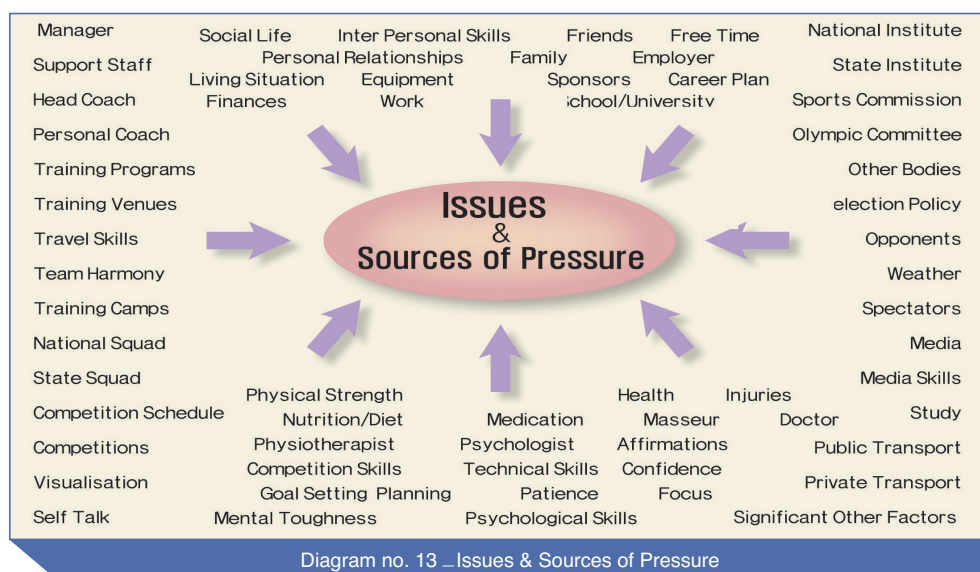 Manager
Support Staff
Head Coach
Personal Coach
Training Programs
Training Venues
Travel Skills
Team Harmony
Training Camps
National Squad
State Squad
Competition Schedule
Competitions
Visualisation
Self Talk
Social Life Inter Personal Skills Friends Free Time
Personal Relationships Family Employer
Living Situation Equipment Sponsors Career Plan
Finances Work School/University
Issues
&
Sources of Pressure
National Institute
State Institute
Sports Commission
Olympic Committee
Other Bodies
election Policy
Opponents
Weather
Spectators
Media
Media Skills
Study
Public Transport
Private Transport
Significant Other Factors
Physical Strength Health Injuries
Nutrition/Diet Medication Masseur Doctor
Physiotherapist Psychologist Affirmations
Competition Skills Technical Skills Confidence
Goal Setting Planning Patience Focus
Mental Toughness Psychological Skills
Diagram no. 13 _ Issues & Sources of Pressure